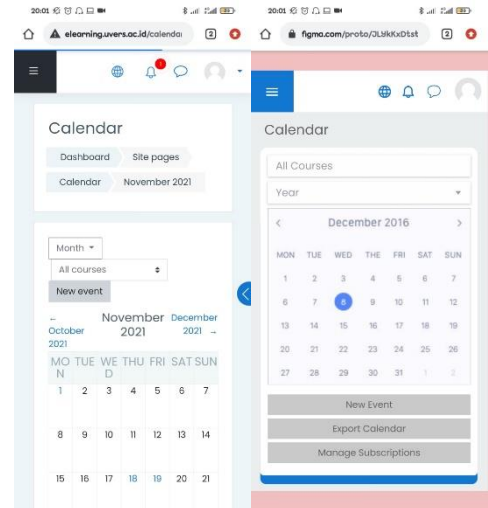 20:01
elearning.uvers.ac.id/calendar
2
1
Calendar
Dashboard Site pages
Calendar November 2021
Month
All courses
New event
← October 2021
November 2021
December 2021 →
MON TUE WED THU FRI SAT SUN
1 2 3 4 5 6 7
8 9 10 11 12 13 14
15 16 17 18 19 20 21
20:01
figma.com/proto/JLYkKxDtst
2
Calendar
All Courses
Year
< December 2016 >
MON TUE WED THE FRI SAT SUN
1 2 3 4 5 6 7
6 7 8 9 10 11 12
13 14 15 16 17 18 19
20 21 22 23 24 25 26
27 28 29 30 31 1 2
New Event
Export Calendar
Manage Subscriptions